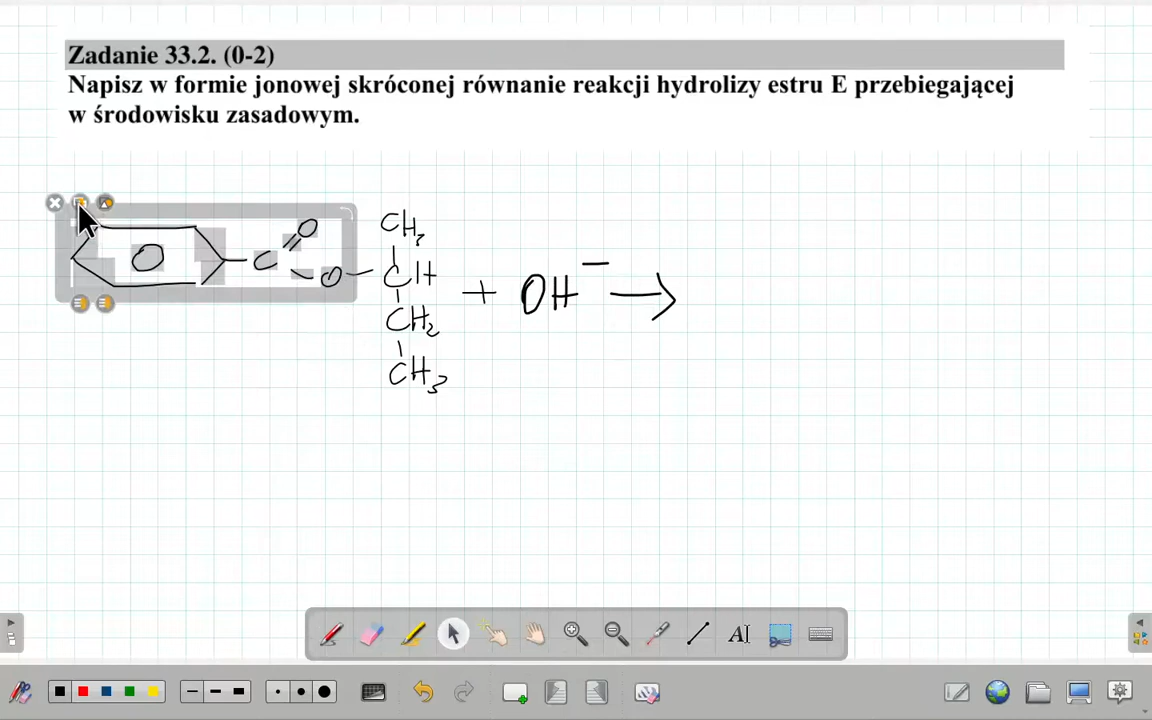 Zadanie 33.2. (0-2)
Napisz w formie jonowej skróconej równanie reakcji hydrolizy estru E przebiegającej
w środowisku zasadowym.
CH3
O
O C O CH + OH− →
CH2
CH3
A